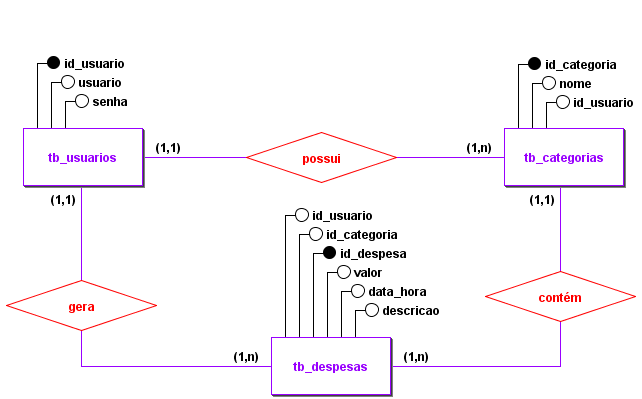 id_usuario
usuario
senha
id_categoria
nome
id_usuario
tb_usuarios
(1,1)
possui
(1,n)
tb_categorias
(1,1)
(1,1)
id_usuario
id_categoria
id_despesa
valor
data_hora
descricao
gera
contém
(1,n)
tb_despesas
(1,n)